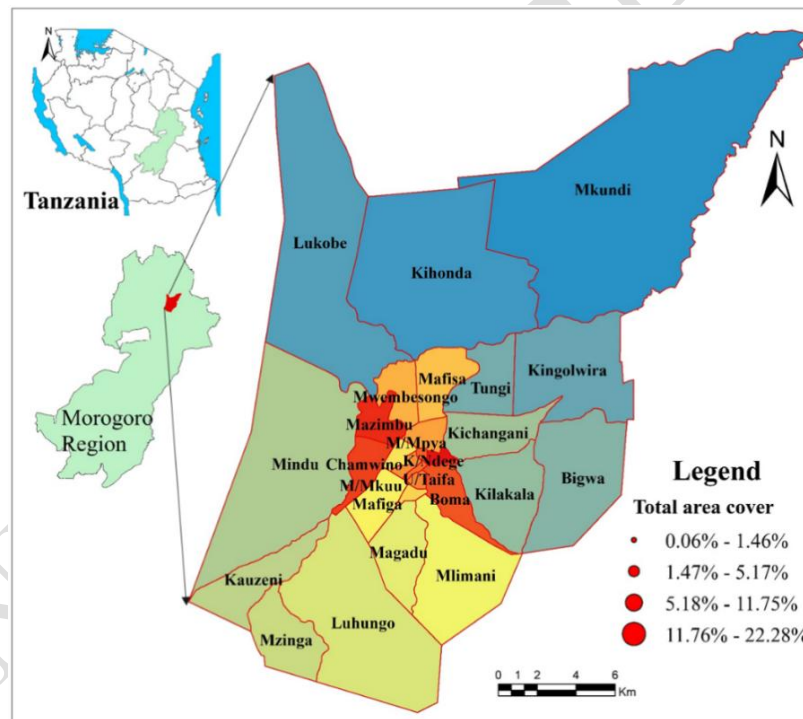 N
Tanzania
N
Mkundi
Lukobe
Kihonda
Morogoro
Region
Mafisa
Tungi
Kingolwira
Mwembesongo
Mazimbu
M/Mpya
Kichangani
Mindu
Chamwino
K/Ndege
M/Mkuu
U/Taifa
Boma
Kilakala
Bigwa
Mafiga
Magadu
Mlimani
Kauzeni
Luhungo
Mzinga
Legend
Total area cover
0.06% - 1.46%
1.47% - 5.17%
5.18% - 11.75%
11.76% - 22.28%
0 1 2 4 6
Km